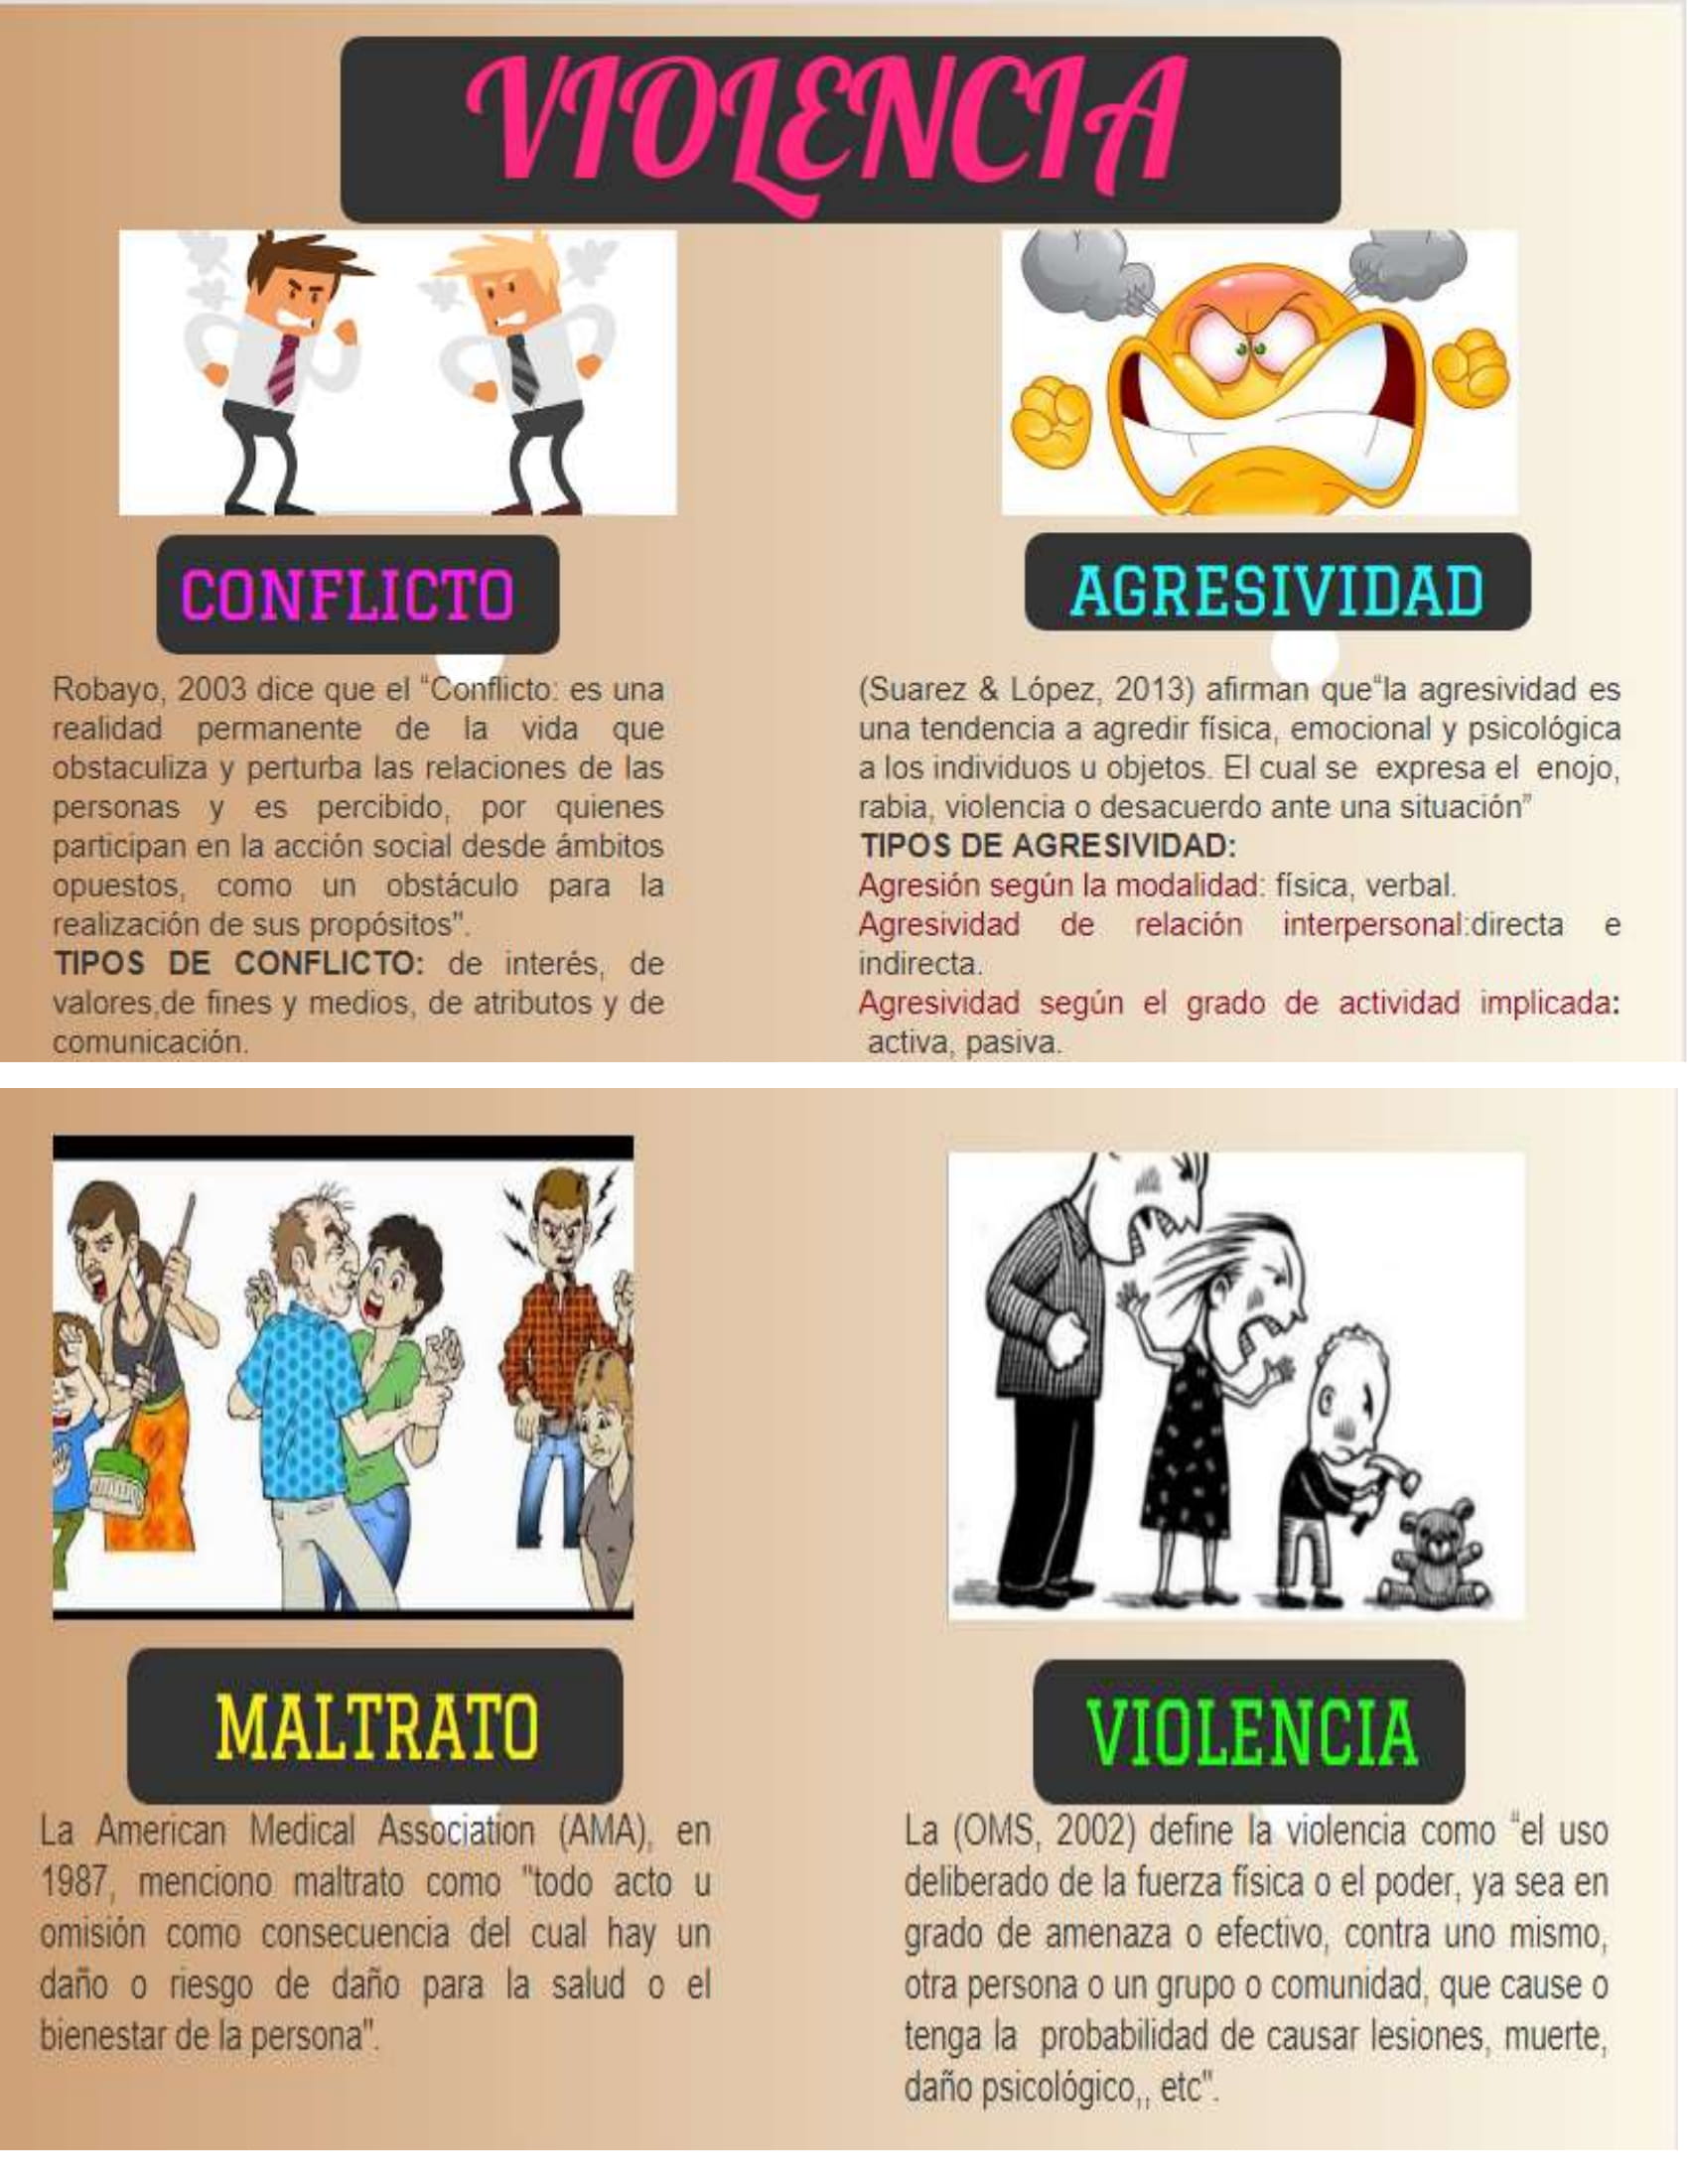 VIOLENCIA
CONFLICTO
Robayo, 2003 dice que el “Conflicto: es una
realidad permanente de la vida que
obstaculiza y perturba las relaciones de las
personas y es percibido, por quienes
participan en la acción social desde ámbitos
opuestos, como un obstáculo para la
realización de sus propósitos".
TIPOS DE CONFLICTO: de interés, de
valores,de fines y medios, de atributos y de
comunicación.
AGRESIVIDAD
(Suarez & López, 2013) afirman que“la agresividad es
una tendencia a agredir física, emocional y psicológica
a los individuos u objetos. El cual se expresa el enojo,
rabia, violencia o desacuerdo ante una situación”
TIPOS DE AGRESIVIDAD:
Agresión según la modalidad: física, verbal.
Agresividad de relación interpersonal:directa e
indirecta.
Agresividad según el grado de actividad implicada:
activa, pasiva.
MALTRATO
La American Medical Association (AMA), en
1987, menciono maltrato como "todo acto u
omisión como consecuencia del cual hay un
daño o riesgo de daño para la salud o el
bienestar de la persona".
VIOLENCIA
La (OMS, 2002) define la violencia como “el uso
deliberado de la fuerza física o el poder, ya sea en
grado de amenaza o efectivo, contra uno mismo,
otra persona o un grupo o comunidad, que cause o
tenga la probabilidad de causar lesiones, muerte,
daño psicológico,, etc".